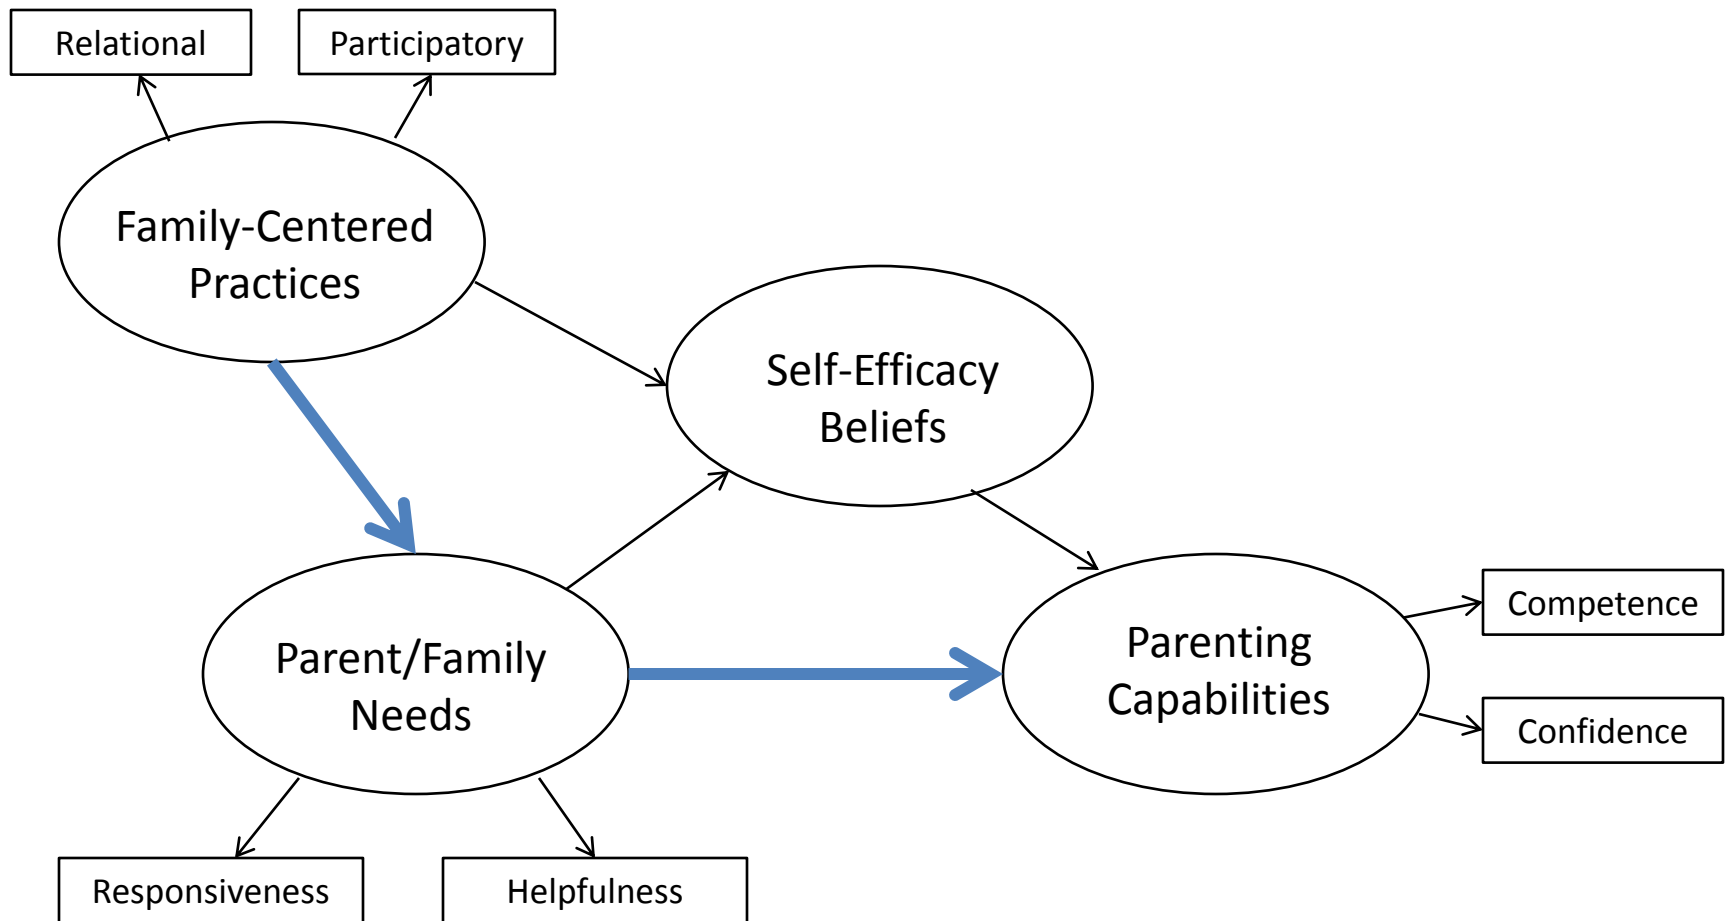 Relational
Participatory
Family-Centered
Practices
Self-Efficacy
Beliefs
Parent/Family
Needs
Parenting
Capabilities
Competence
Confidence
Responsiveness
Helpfulness